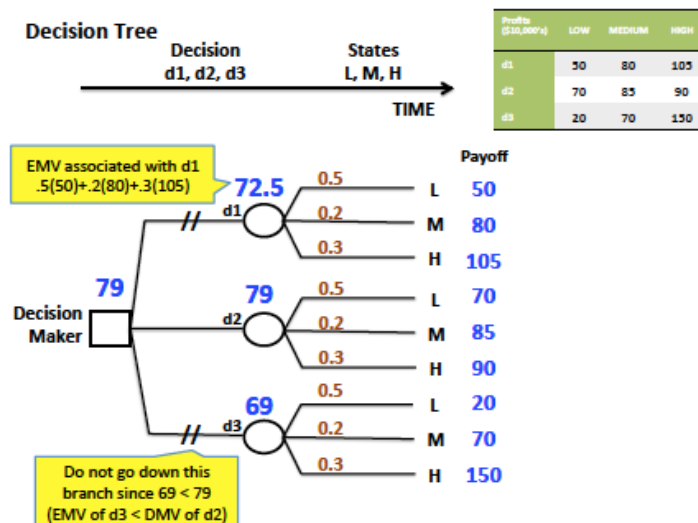 Decision Tree
Decision
d1, d2, d3
States
L, M, H
TIME
Profits
($10,000's) LOW MEDIUM HIGH
d1 50 80 105
d2 70 85 90
d3 20 70 150
EMV associated with d1
.5(50)+.2(80)+.3(105)
Payoff
72.5
d1
0.5 L 50
0.2 M 80
0.3 H 105
79
Decision
Maker
79
d2
0.5 L 70
0.2 M 85
0.3 H 90
69
d3
0.5 L 20
0.2 M 70
0.3 H 150
Do not go down this
branch since 69 < 79
(EMV of d3 < DMV of d2)